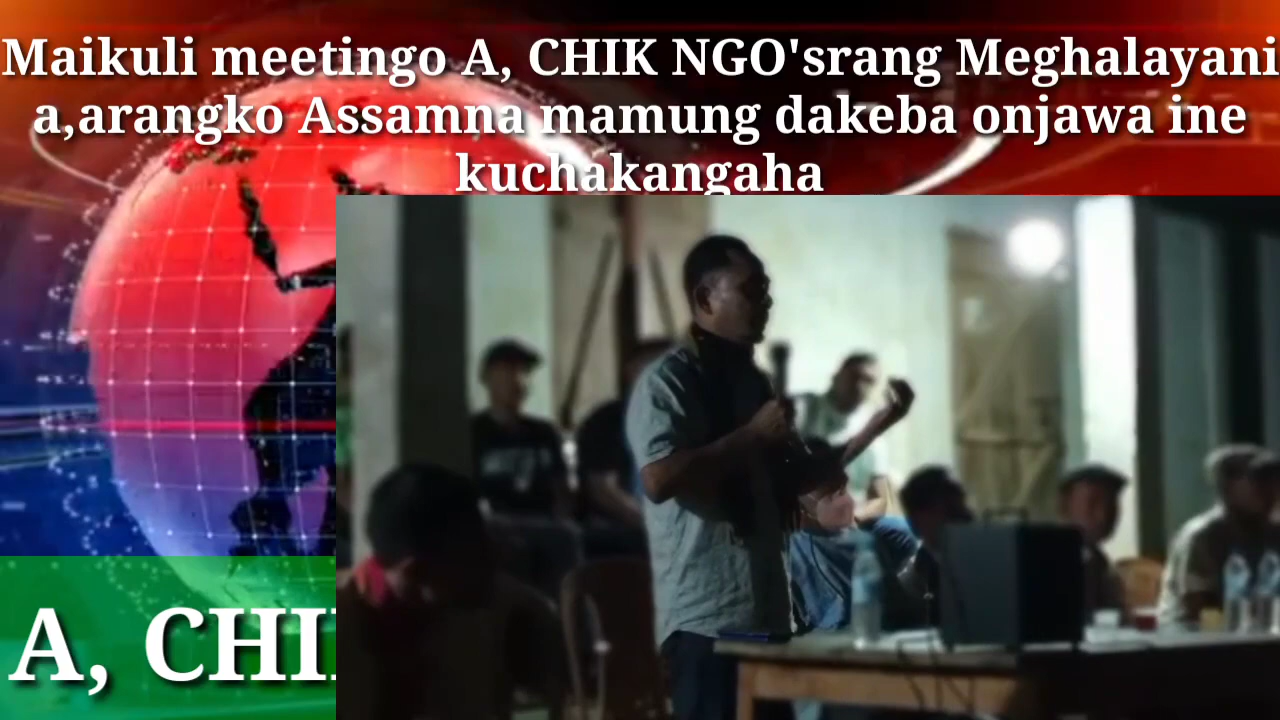 Maikuli meetingo A, CHIK NGO'srang Meghalayani
a,arangko Assamna mamung dakeba onjawa ine
kuchakangaha
A, CHI